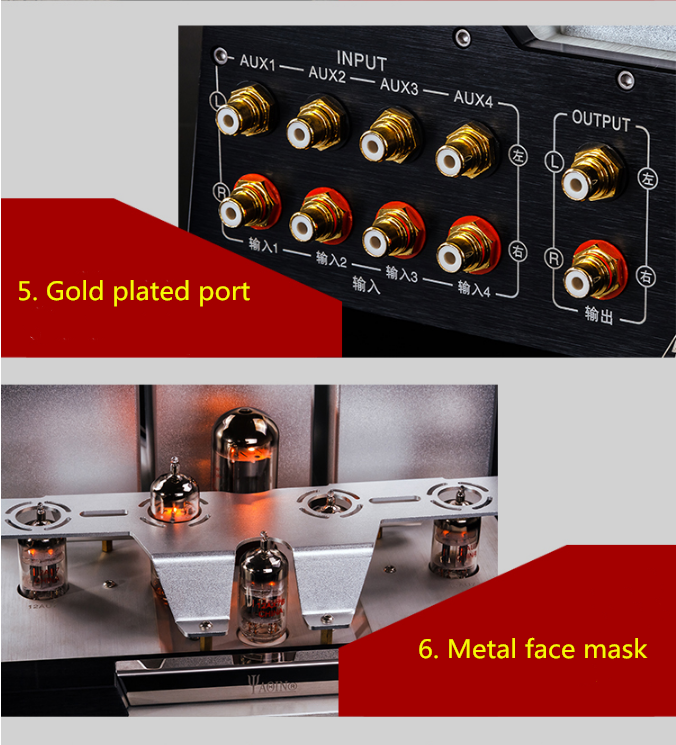 INPUT
AUX1
AUX2
AUX3
AUX4
L
左
R
右
输入1
输入2
输入3
输入4
输入
OUTPUT
L
左
R
右
输出
5. Gold plated port
YAQIN
6. Metal face mask